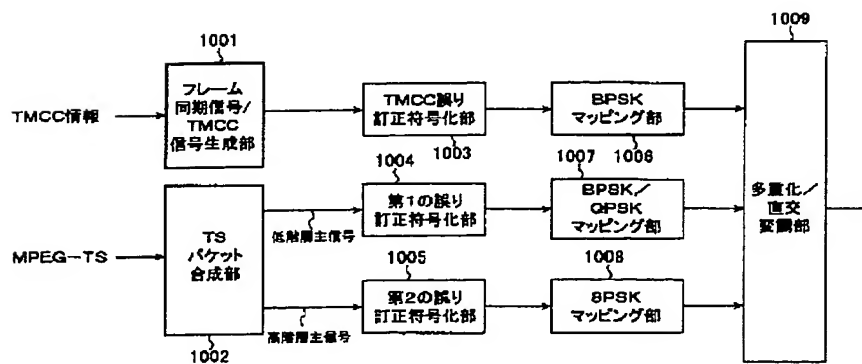 1009
1001
TMCC情報
フレーム
同期信号/
TMCC
信号生成部
TMCC誤り
訂正符号化部
1003
BPSK
マッピング部
1006
1004
1007
MPEG-TS
TS
パケット
合成部
1002
低階層主信号
第1の誤り
訂正符号化部
BPSK/
QPSK
マッピング部
多重化/
直交
変調部
1005
1008
高階層主信号
第2の誤り
訂正符号化部
8PSK
マッピング部